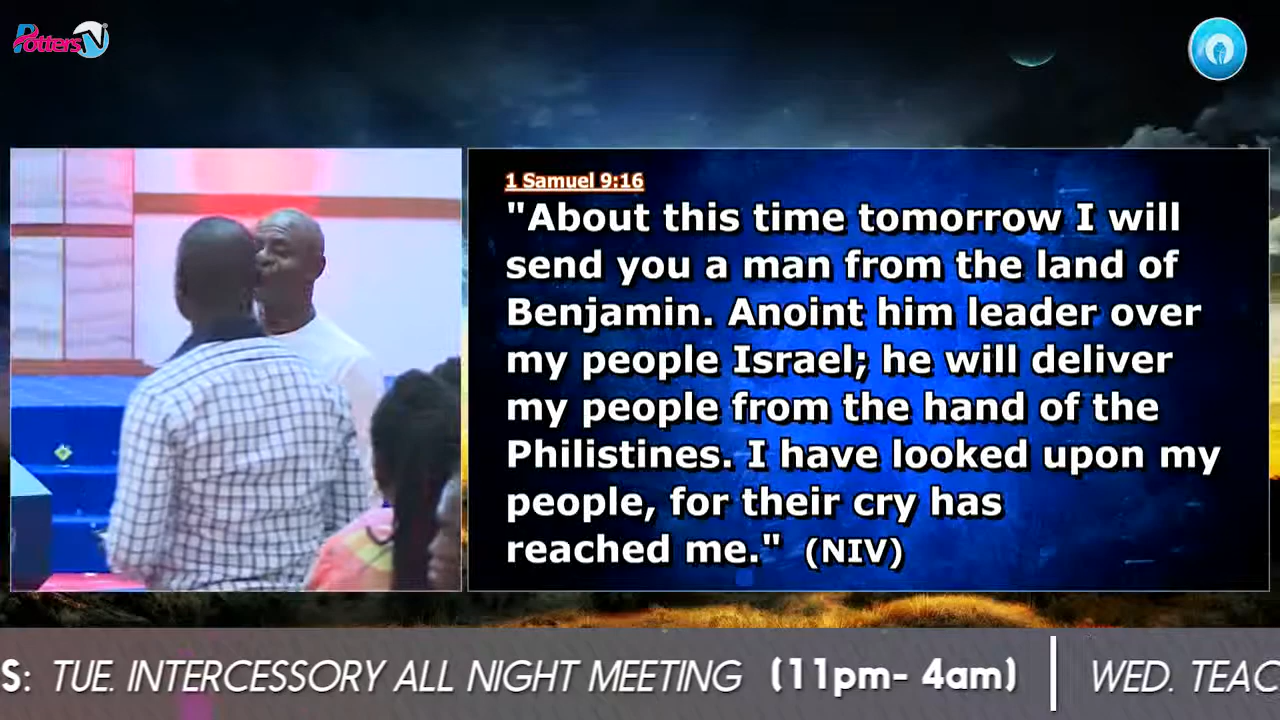 PottersTV
1 Samuel 9:16
"About this time tomorrow I will
send you a man from the land of
Benjamin. Anoint him leader over
my people Israel; he will deliver
my people from the hand of the
Philistines. I have looked upon my
people, for their cry has
reached me." (NIV)
S: TUE. INTERCESSORY ALL NIGHT MEETING (11pm- 4am) | WED. TEAC